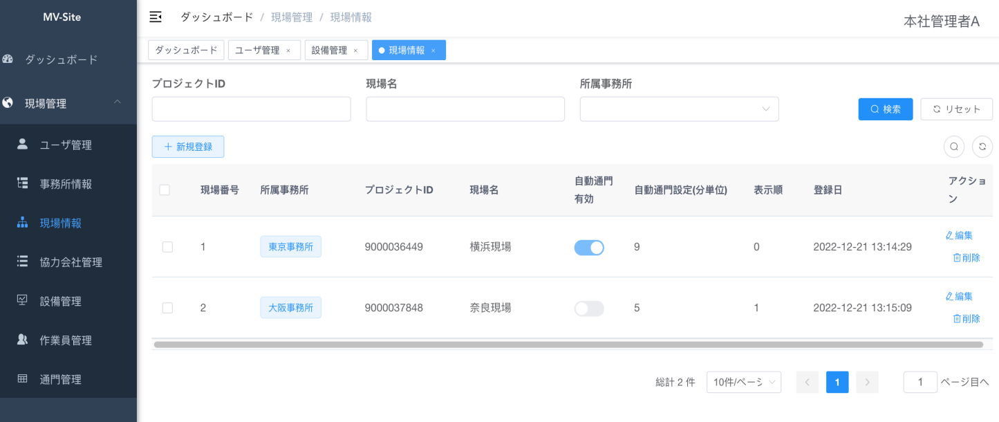 MV-Site
ダッシュボード
現場管理
ユーザ管理
事務所情報
現場情報
協力会社管理
設備管理
作業員管理
通門管理
ダッシュボード / 現場管理 / 現場情報
本社管理者A
ダッシュボード ユーザ管理 × 設備管理 × 現場情報 ×
プロジェクトID 現場名 所属事務所
検索 リセット
+ 新規登録
現場番号 所属事務所 プロジェクトID 現場名 自動通門 自動通門設定(分単位) 表示順 登録日 アクショ
有効 ン
1 東京事務所 9000036449 横浜現場 9 0 2022-12-21 13:14:29 編集
削除
2 大阪事務所 9000037848 奈良現場 5 1 2022-12-21 13:15:09 編集
削除
総計 2 件 10件/ページ < 1 > 1 ページ目へ